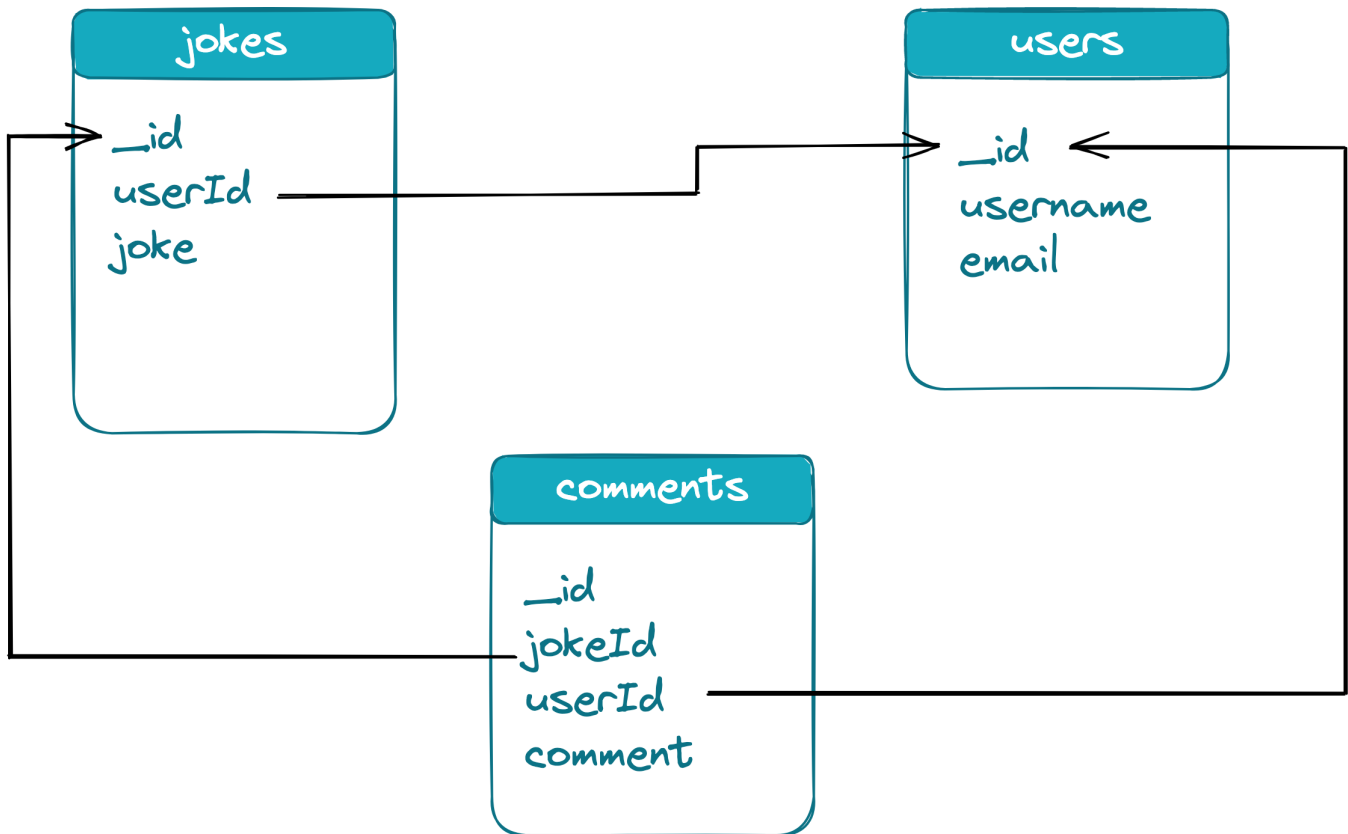 jokes
_id
userId
joke
users
_id
username
email
comments
_id
jokeId
userId
comment